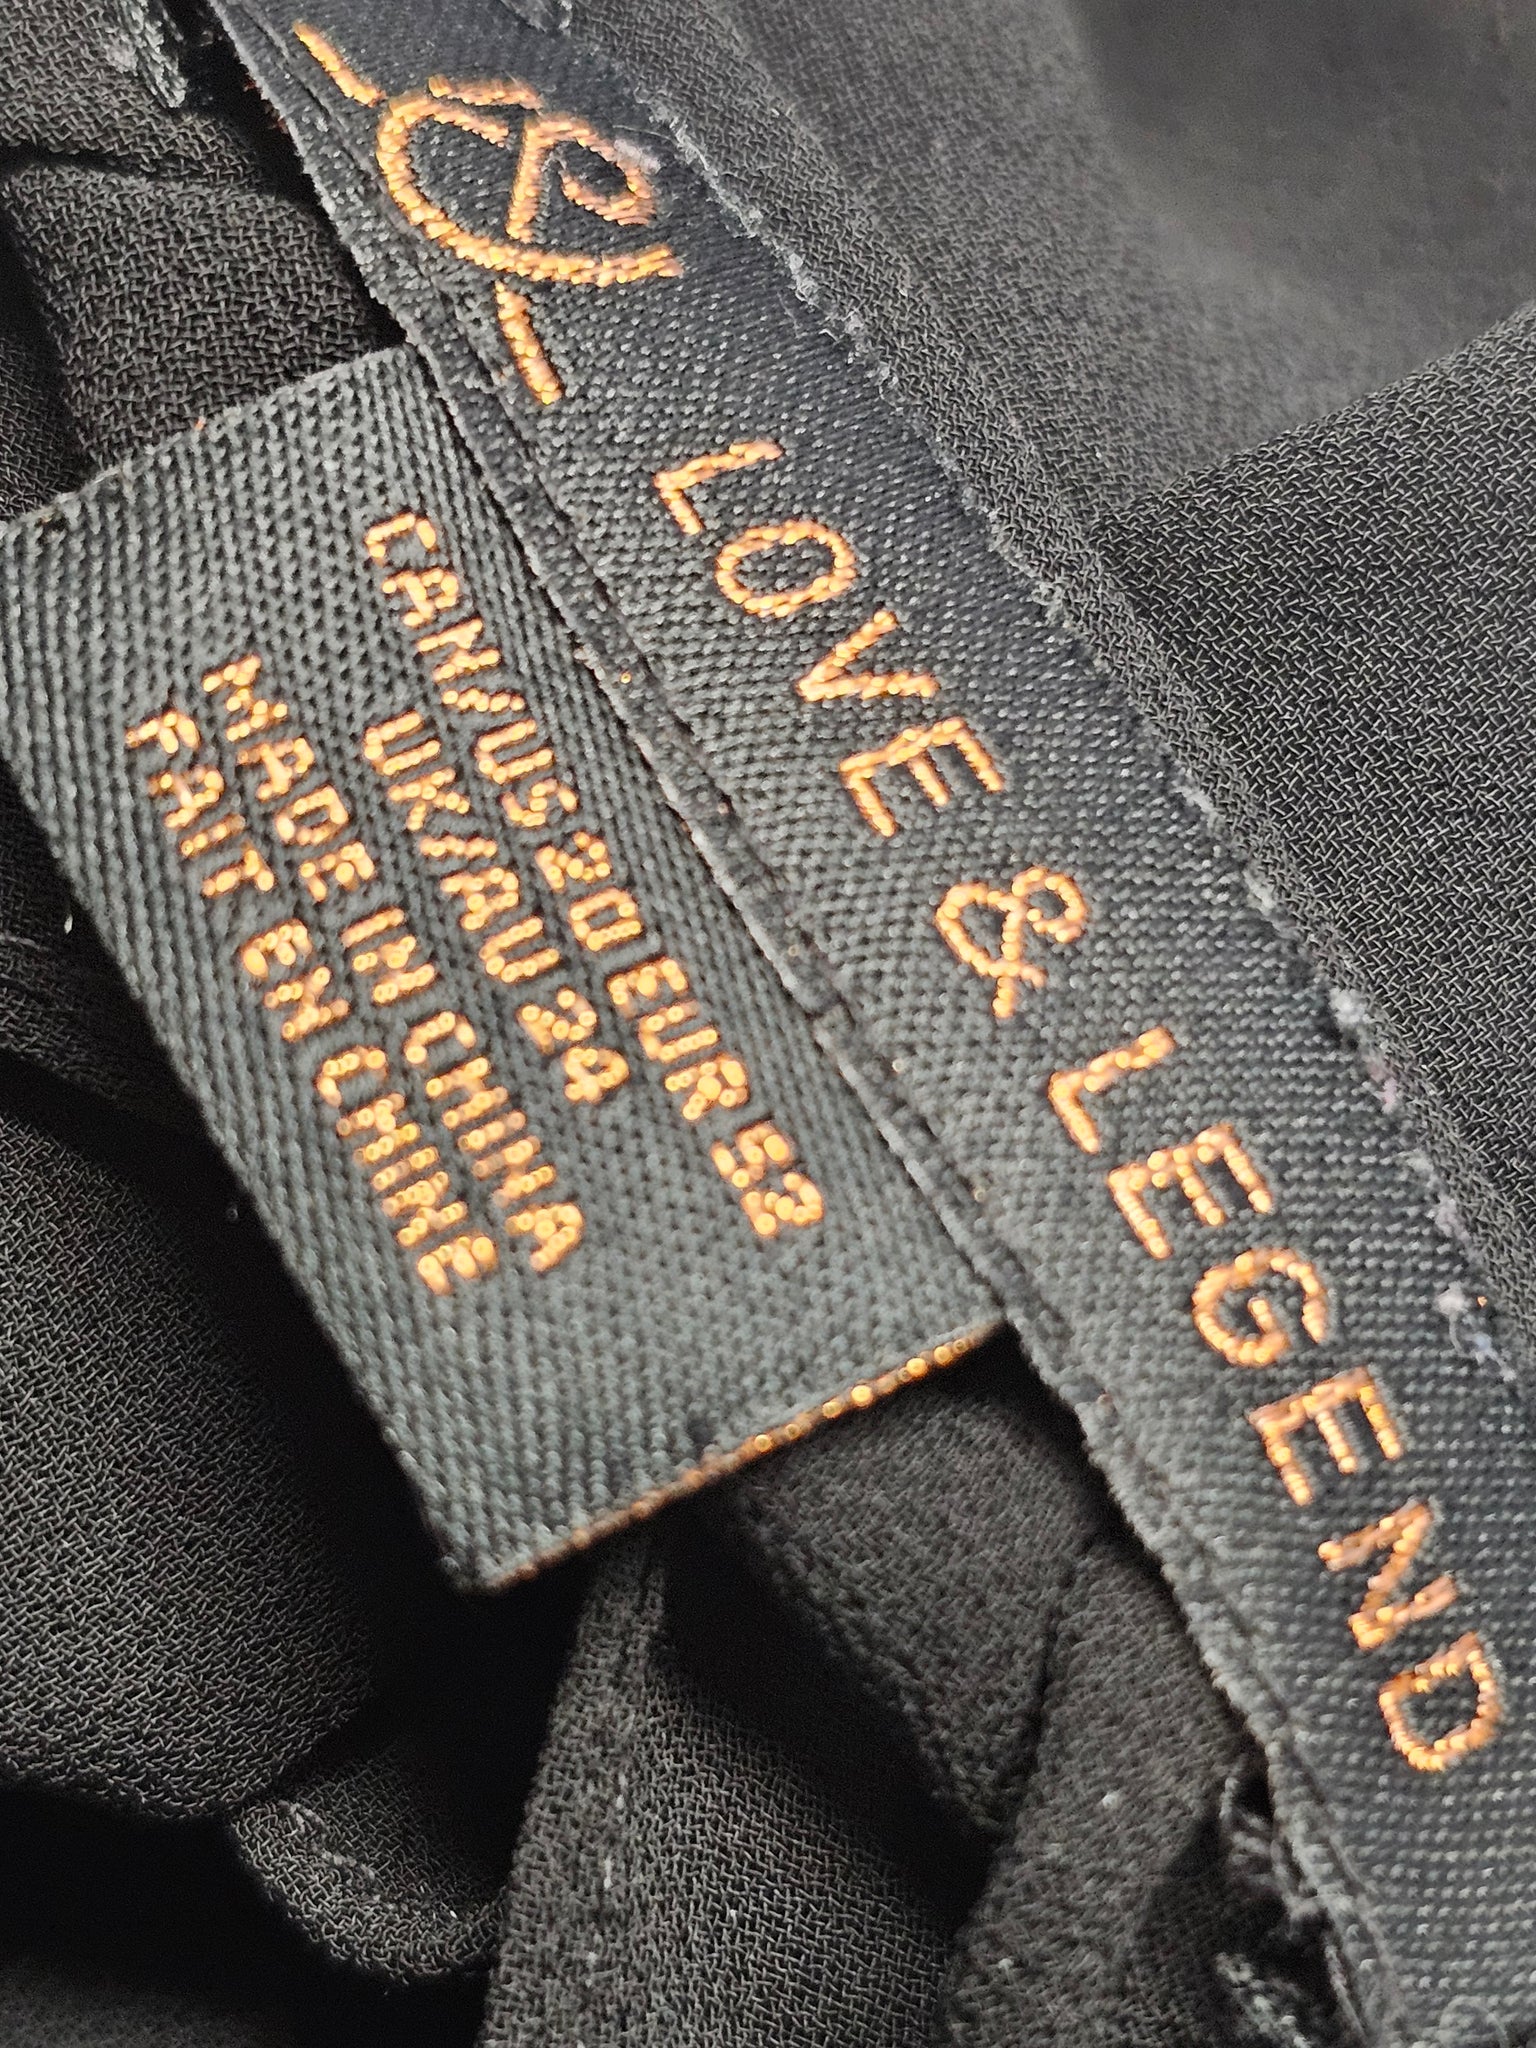 LOVE & LEGEND
CAN/US 20 EUR 52
UK/AU 24
MADE IN CHINA
FAIT EN CHINE